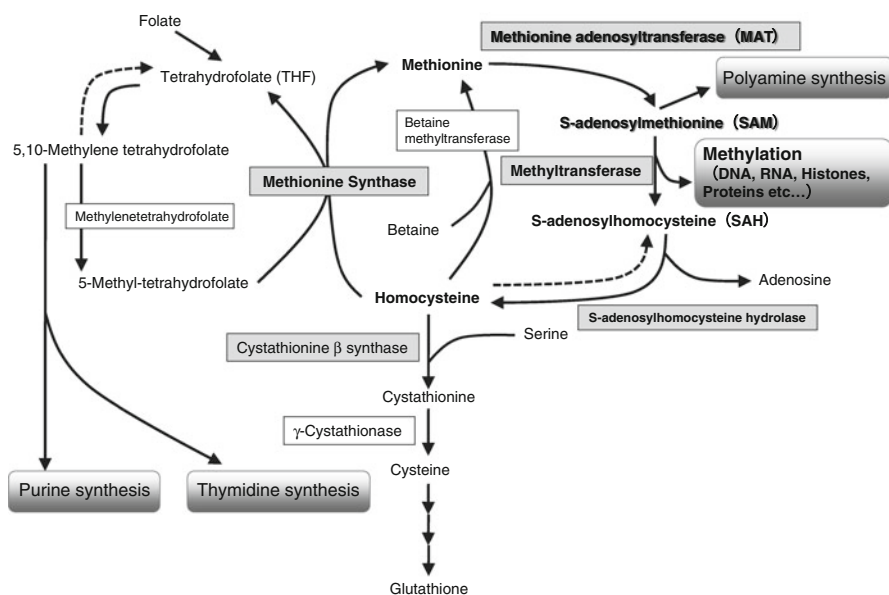 Folate
Methionine adenosyltransferase（MAT）
Tetrahydrofolate (THF)
Methionine
Polyamine synthesis
Betaine
methyltransferase
S-adenosylmethionine (SAM)
5,10-Methylene tetrahydrofolate
Methionine Synthase
Methyltransferase
Methylation
（DNA, RNA, Histones,
Proteins etc...）
Methylenetetrahydrofolate
Betaine
S-adenosylhomocysteine (SAH)
5-Methyl-tetrahydrofolate
Adenosine
Homocysteine
S-adenosylhomocysteine hydrolase
Cystathionine β synthase
Serine
Cystathionine
γ-Cystathionase
Cysteine
Purine synthesis
Thymidine synthesis
Glutathione